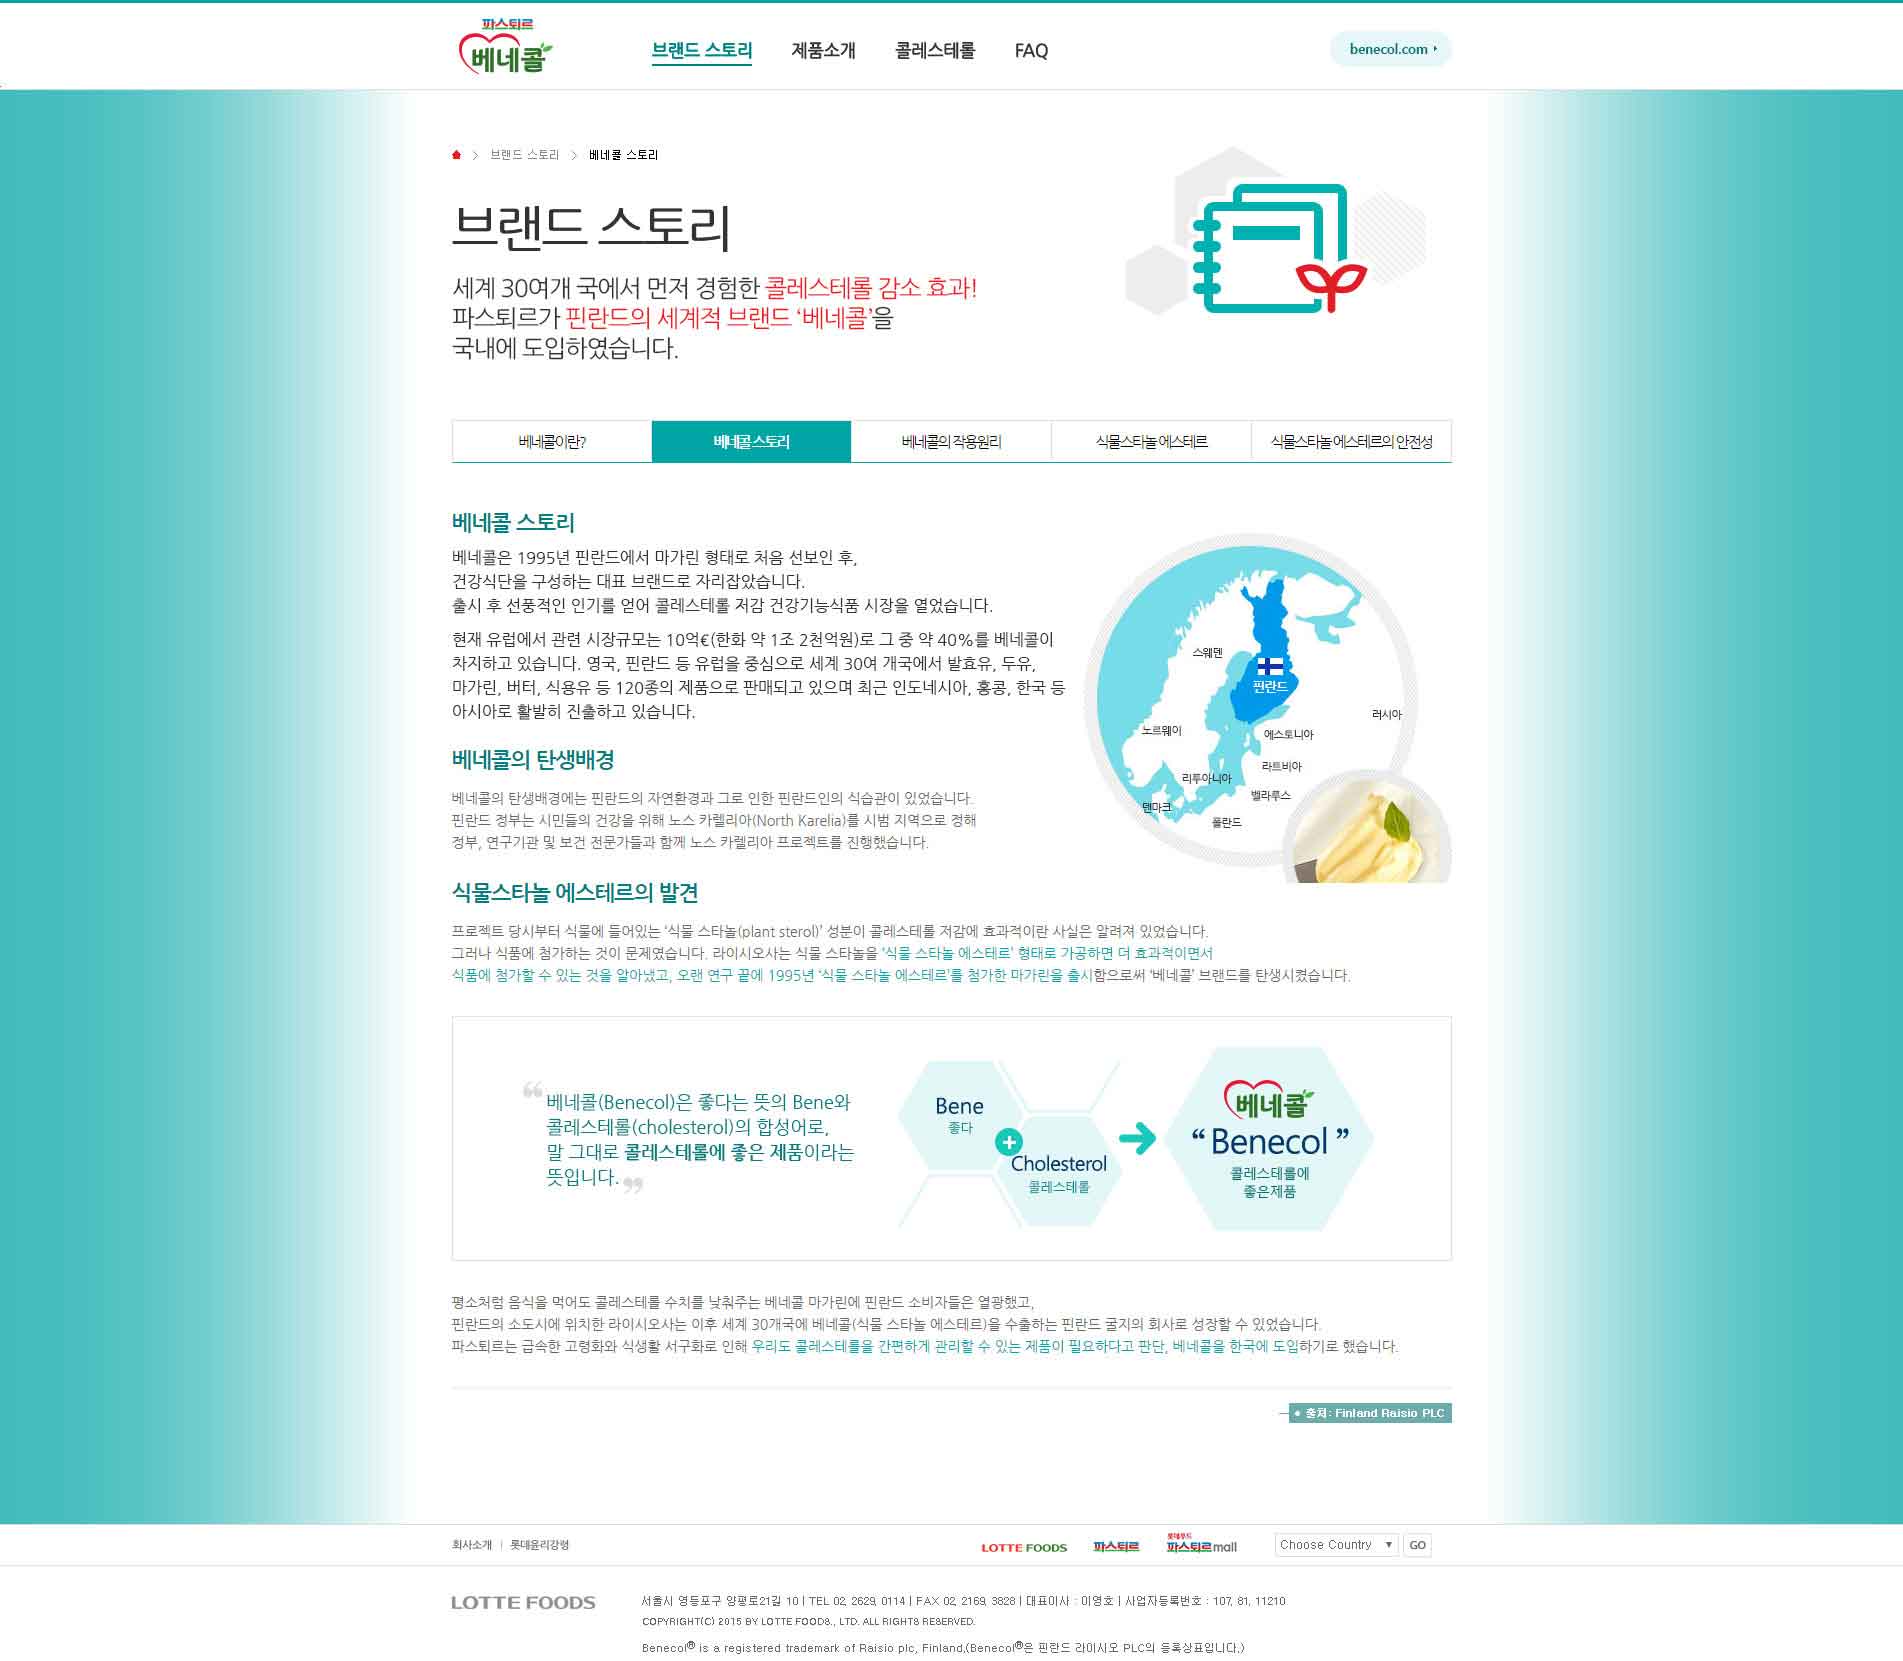 파스퇴르
베네콜
브랜드 스토리
제품소개
콜레스테롤
FAQ
benecol.com
브랜드 스토리
베네콜 스토리
브랜드 스토리
세계 30여개 국에서 먼저 경험한 콜레스테롤 감소 효과!
파스퇴르가 핀란드의 세계적 브랜드 ‘베네콜’을
국내에 도입하였습니다.
베네콜이란?
베네콜스토리
베네콜의 작용원리
식물스타놀 에스테르
식물스타놀 에스테르의 안전성
베네콜 스토리
베네콜은 1995년 핀란드에서 마가린 형태로 처음 선보인 후,
건강식단을 구성하는 대표 브랜드로 자리잡았습니다.
출시 후 선풍적인 인기를 얻어 콜레스테롤 저감 건강기능식품 시장을 열었습니다.
현재 유럽에서 관련 시장규모는 10억€(한화 약 1조 2천억원)로 그 중 약 40%를 베네콜이
차지하고 있습니다. 영국, 핀란드 등 유럽을 중심으로 세계 30여 개국에서 발효유, 두유,
마가린, 버터, 식용유 등 120종의 제품으로 판매되고 있으며 최근 인도네시아, 홍콩, 한국 등
아시아로 활발히 진출하고 있습니다.
스웨덴
핀란드
러시아
노르웨이
에스토니아
라트비아
리투아니아
벨라루스
덴마크
폴란드
베네콜의 탄생배경
베네콜의 탄생배경에는 핀란드의 자연환경과 그로 인한 핀란드인의 식습관이 있었습니다.
핀란드 정부는 시민들의 건강을 위해 노스 카렐리아(North Karelia)를 시범 지역으로 정해
정부, 연구기관 및 보건 전문가들과 함께 노스 카렐리아 프로젝트를 진행했습니다.
식물스타놀 에스테르의 발견
프로젝트 당시부터 식물에 들어있는 ‘식물 스타놀(plant sterol)’ 성분이 콜레스테롤 저감에 효과적이란 사실은 알려져 있었습니다.
그러나 식품에 첨가하는 것이 문제였습니다. 라이시오사는 식물 스타놀을 ‘식물 스타놀 에스테르’ 형태로 가공하면 더 효과적이면서
식품에 첨가할 수 있는 것을 알아냈고, 오랜 연구 끝에 1995년 ‘식물 스타놀 에스테르’를 첨가한 마가린을 출시함으로써 ‘베네콜’ 브랜드를 탄생시켰습니다.
“ 베네콜(Benecol)은 좋다는 뜻의 Bene와
콜레스테롤(cholesterol)의 합성어로,
말 그대로 콜레스테롤에 좋은 제품이라는
뜻입니다. ”
Bene
좋다
+
Cholesterol
콜레스테롤
베네콜
“ Benecol ”
콜레스테롤에
좋은제품
평소처럼 음식을 먹어도 콜레스테롤 수치를 낮춰주는 베네콜 마가린에 핀란드 소비자들은 열광했고,
핀란드의 소도시에 위치한 라이시오사는 이후 세계 30개국에 베네콜(식물 스타놀 에스테르)을 수출하는 핀란드 굴지의 회사로 성장할 수 있었습니다.
파스퇴르는 급속한 고령화와 식생활 서구화로 인해 우리도 콜레스테롤을 간편하게 관리할 수 있는 제품이 필요하다고 판단, 베네콜을 한국에 도입하기로 했습니다.
출처: Finland Raisio PLC
회사소개 | 롯데윤리강령
LOTTE FOODS
파스퇴르
롯데푸드
파스퇴르mall
Choose Country
GO
LOTTE FOODS
서울시 영등포구 양평로21길 10 | TEL 02, 2629, 0114 | FAX 02, 2169, 3828 | 대표이사 : 이영호 | 사업자등록번호 : 107, 81, 11210
COPYRIGHT(C) 2015 BY LOTTE FOODS., LTD. ALL RIGHTS RESERVED.
Benecol® is a registered trademark of Raisio plc, Finland.(Benecol®은 핀란드 라이시오 PLC의 등록상표입니다.)